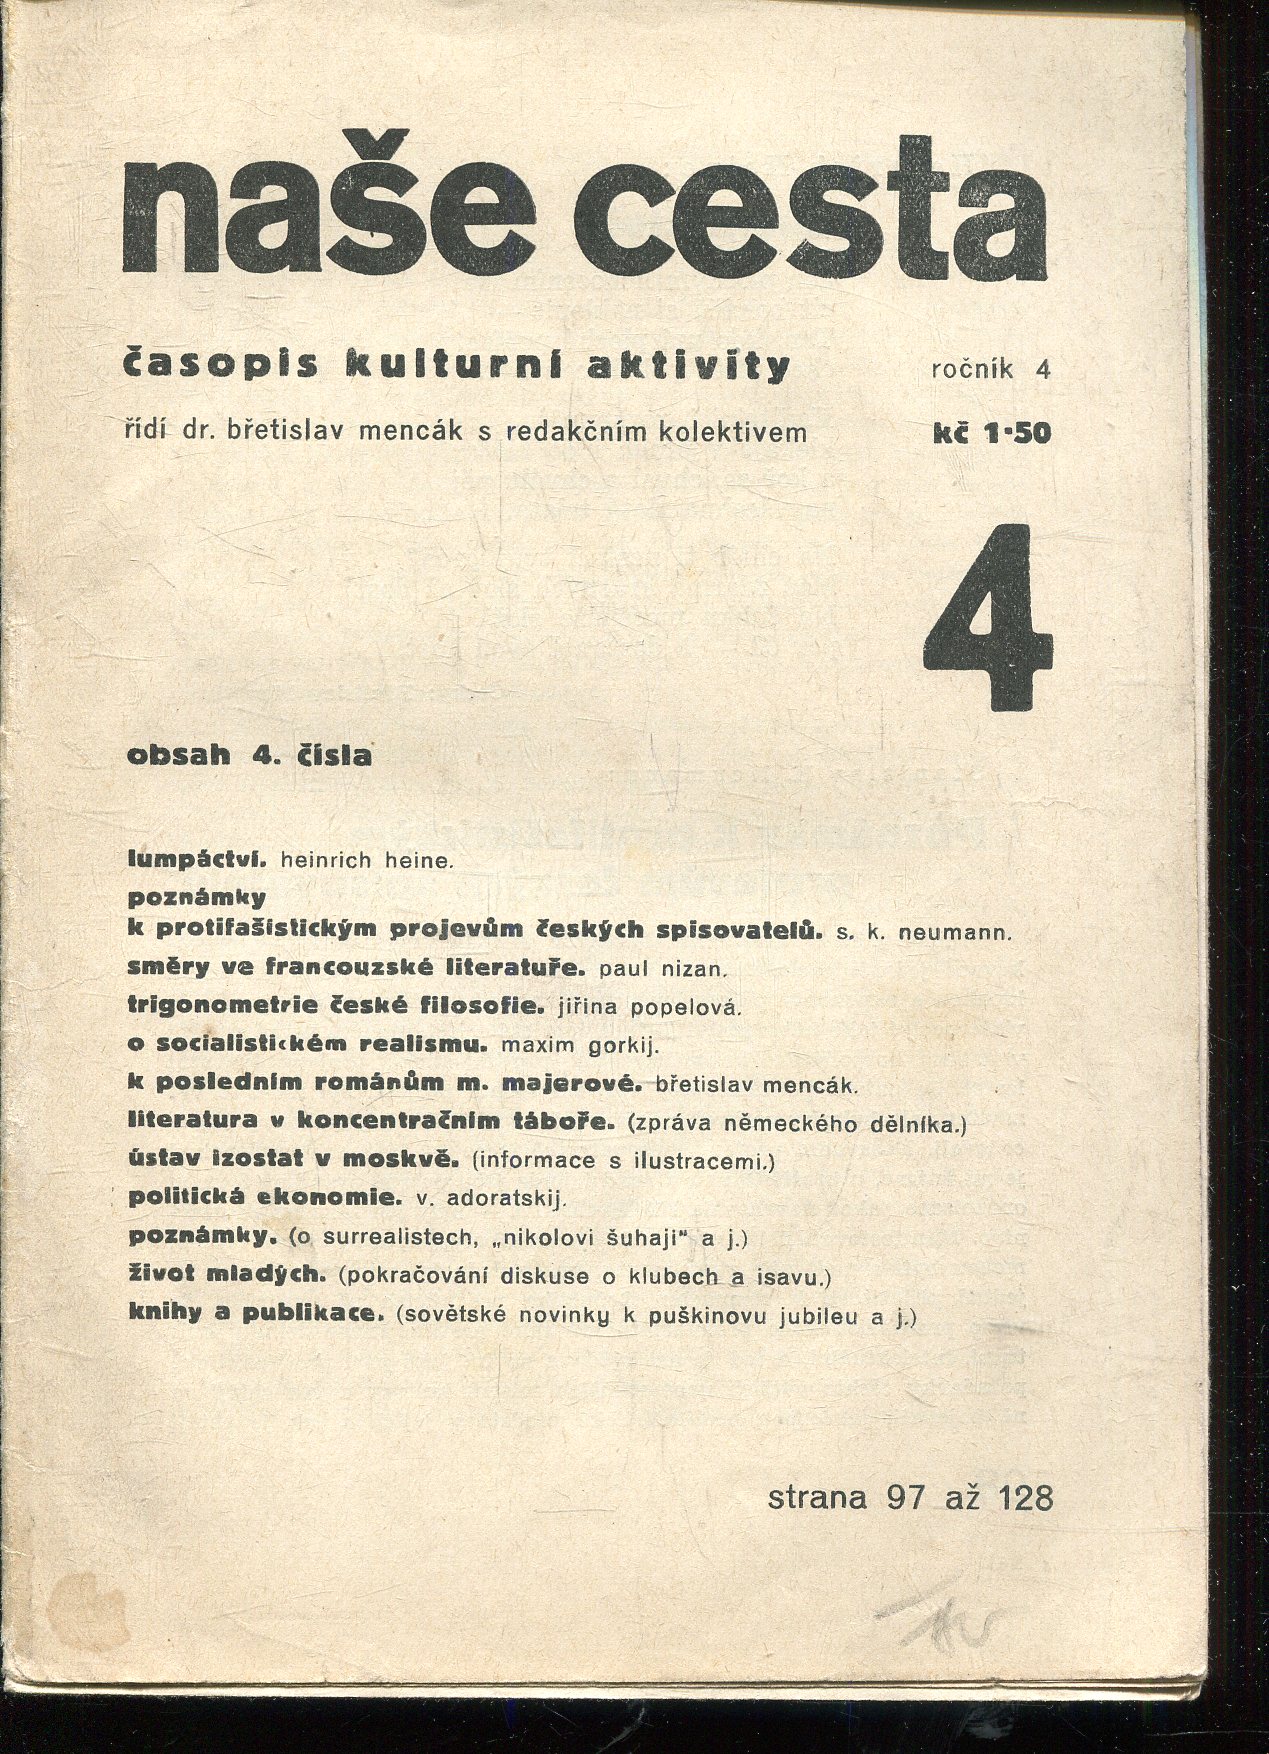 naše cesta
časopis kulturní aktivity
ročník 4
řídí dr. břetislav mencák s redakčním kolektivem
kč 1·50
4
obsah 4. čísla
lumpáctví. heinrich heine.
poznámky
k protifašistickým projevům českých spisovatelů. s. k. neumann.
směry ve francouzské literatuře. paul nizan.
trigonometrie české filosofie. jiřina popelová.
o socialistickém realismu. maxim gorkij.
k posledním románům m. majerové. břetislav mencák.
literatura v koncentračním táboře. (zpráva německého dělníka.)
ústav izostat v moskvě. (informace s ilustracemi.)
politická ekonomie. v. adoratskij.
poznámky. (o surrealistech, „nikolovi šuhaji“ a j.)
život mladých. (pokračování diskuse o klubech a isavu.)
knihy a publikace. (sovětské novinky k puškinovu jubileu a j.)
strana 97 až 128